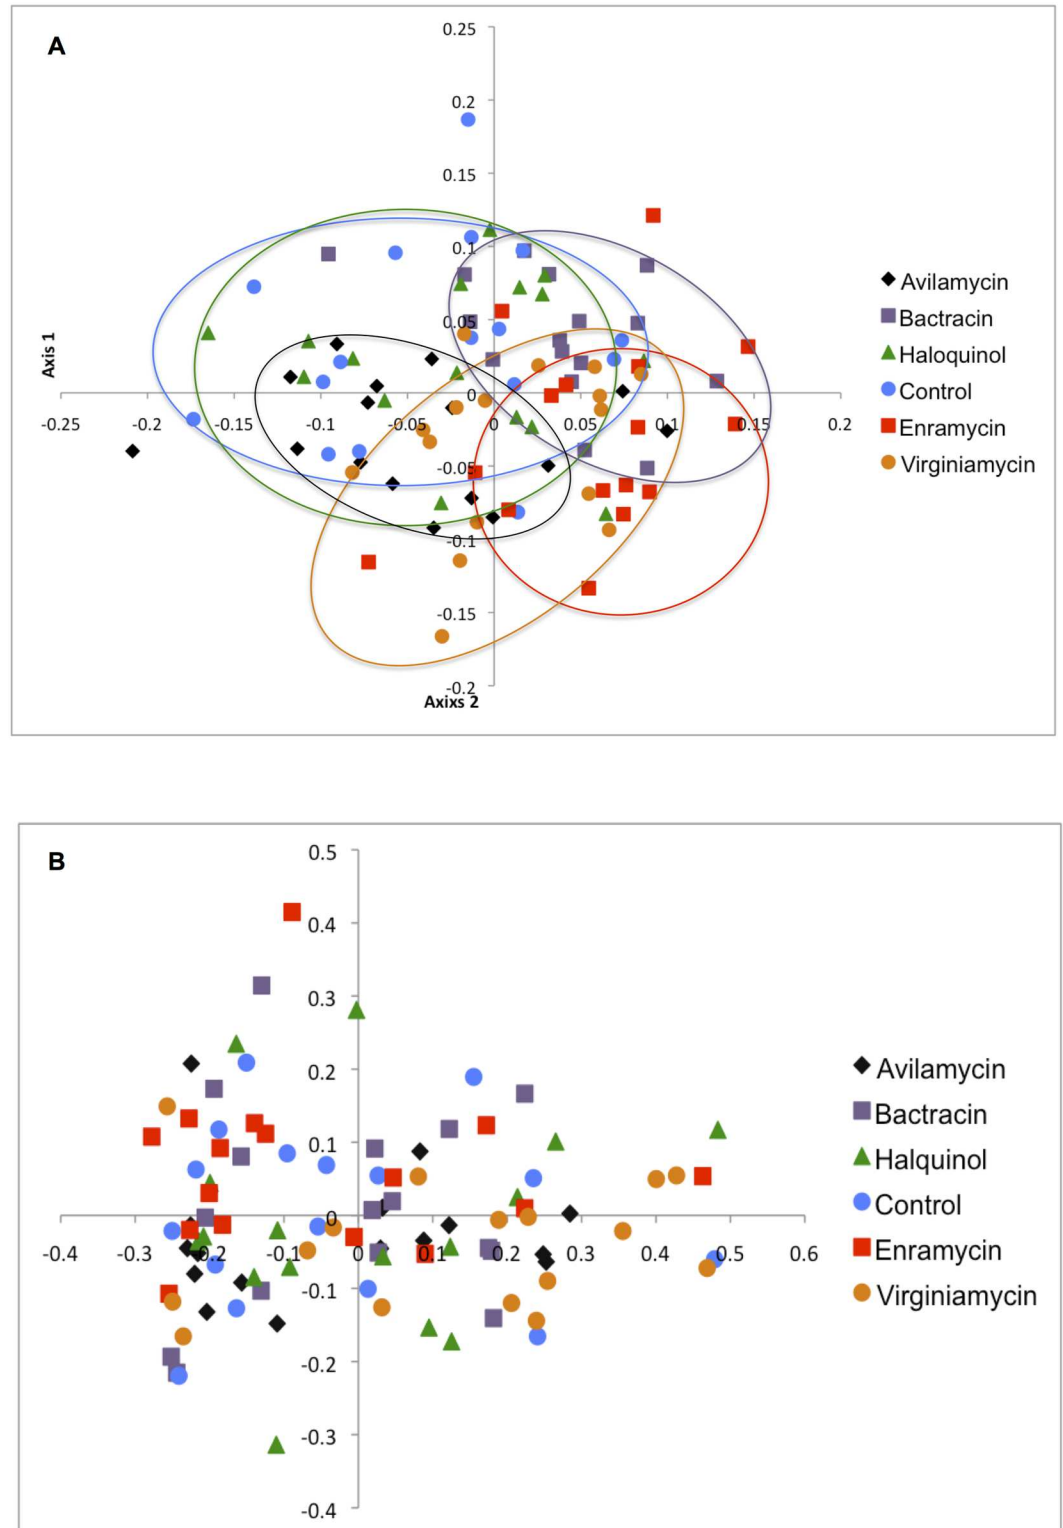 A
0.25
0.2
0.15
0.1
0.05
0
-0.05
-0.1
-0.15
-0.2
Axis 1
-0.25
-0.2
-0.15
-0.1
-0.05
0
0.05
0.1
0.15
0.2
Axixs 2
Avilamycin
Bactracin
Haloquinol
Control
Enramycin
Virginiamycin
B
0.5
0.4
0.3
0.2
0.1
0
-0.1
-0.2
-0.3
-0.4
-0.4
-0.3
-0.2
-0.1
0
0.1
0.2
0.3
0.4
0.5
0.6
Avilamycin
Bactracin
Halquinol
Control
Enramycin
Virginiamycin